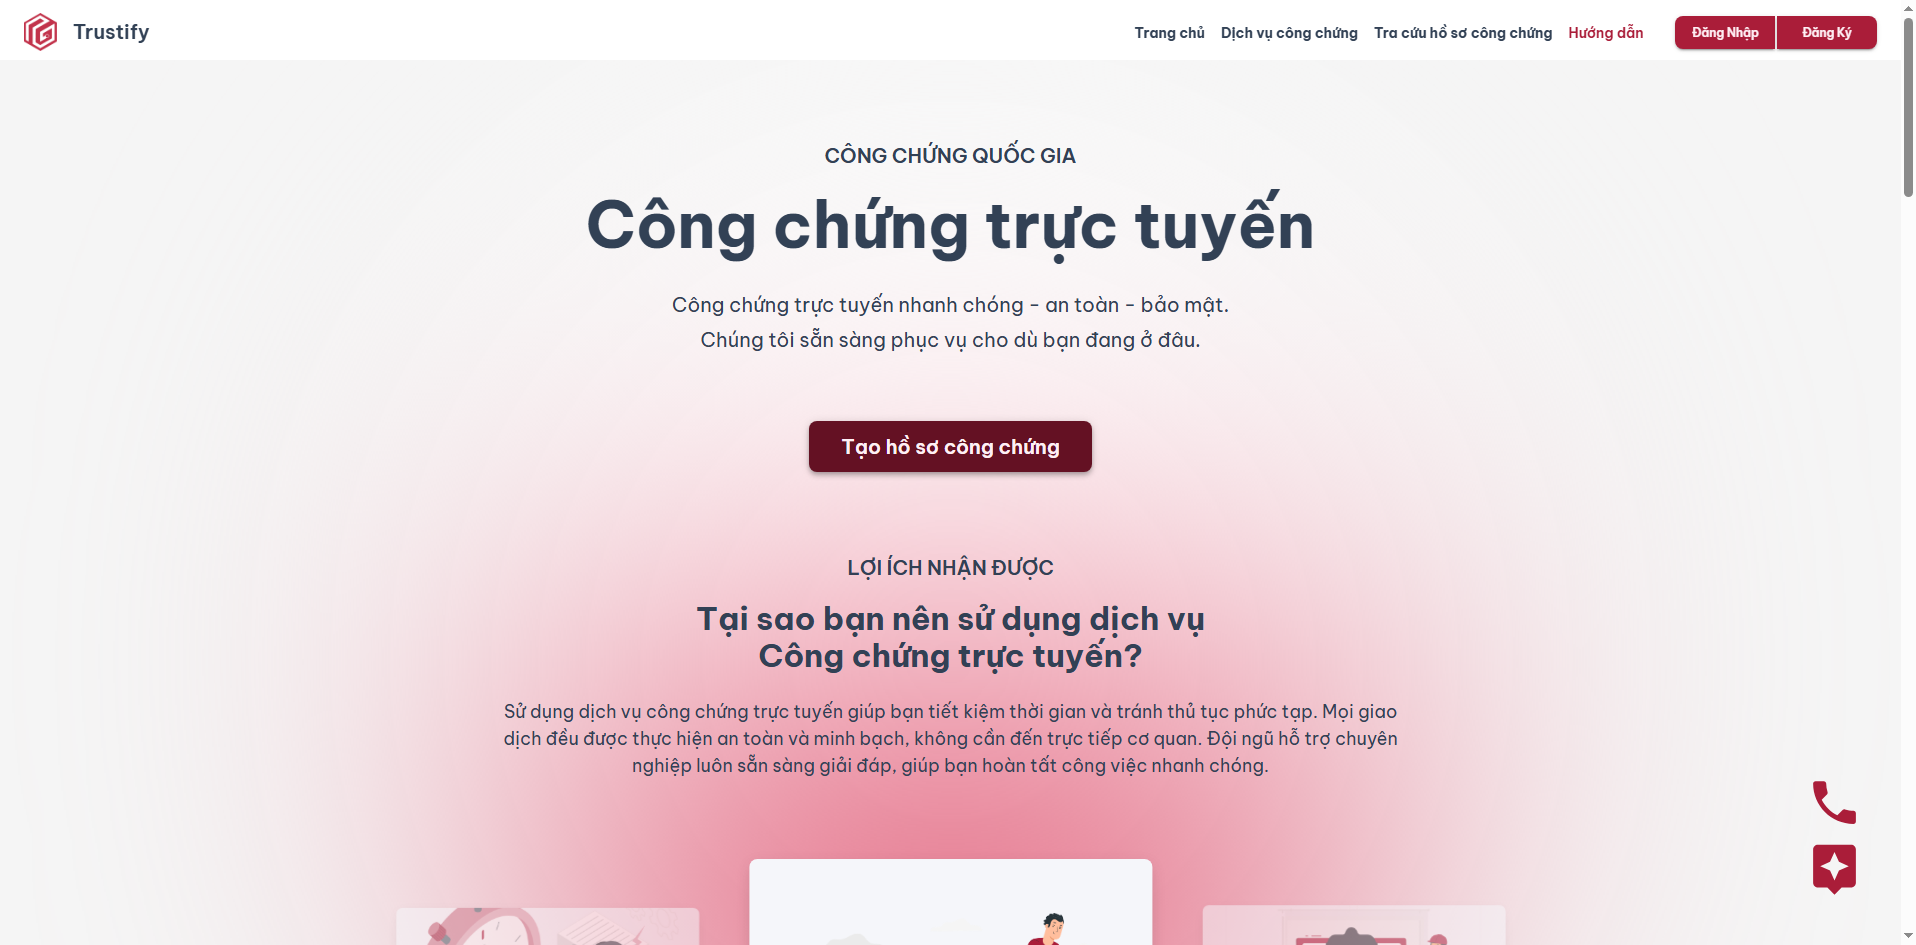 Trustify
Trang chủ
Dịch vụ công chứng
Tra cứu hồ sơ công chứng
Hướng dẫn
Đăng Nhập
Đăng Ký
CÔNG CHỨNG QUỐC GIA
Công chứng trực tuyến
Công chứng trực tuyến nhanh chóng - an toàn - bảo mật.
Chúng tôi sẵn sàng phục vụ cho dù bạn đang ở đâu.
Tạo hồ sơ công chứng
LỢI ÍCH NHẬN ĐƯỢC
Tại sao bạn nên sử dụng dịch vụ
Công chứng trực tuyến?
Sử dụng dịch vụ công chứng trực tuyến giúp bạn tiết kiệm thời gian và tránh thủ tục phức tạp. Mọi giao
dịch đều được thực hiện an toàn và minh bạch, không cần đến trực tiếp cơ quan. Đội ngũ hỗ trợ chuyên
nghiệp luôn sẵn sàng giải đáp, giúp bạn hoàn tất công việc nhanh chóng.